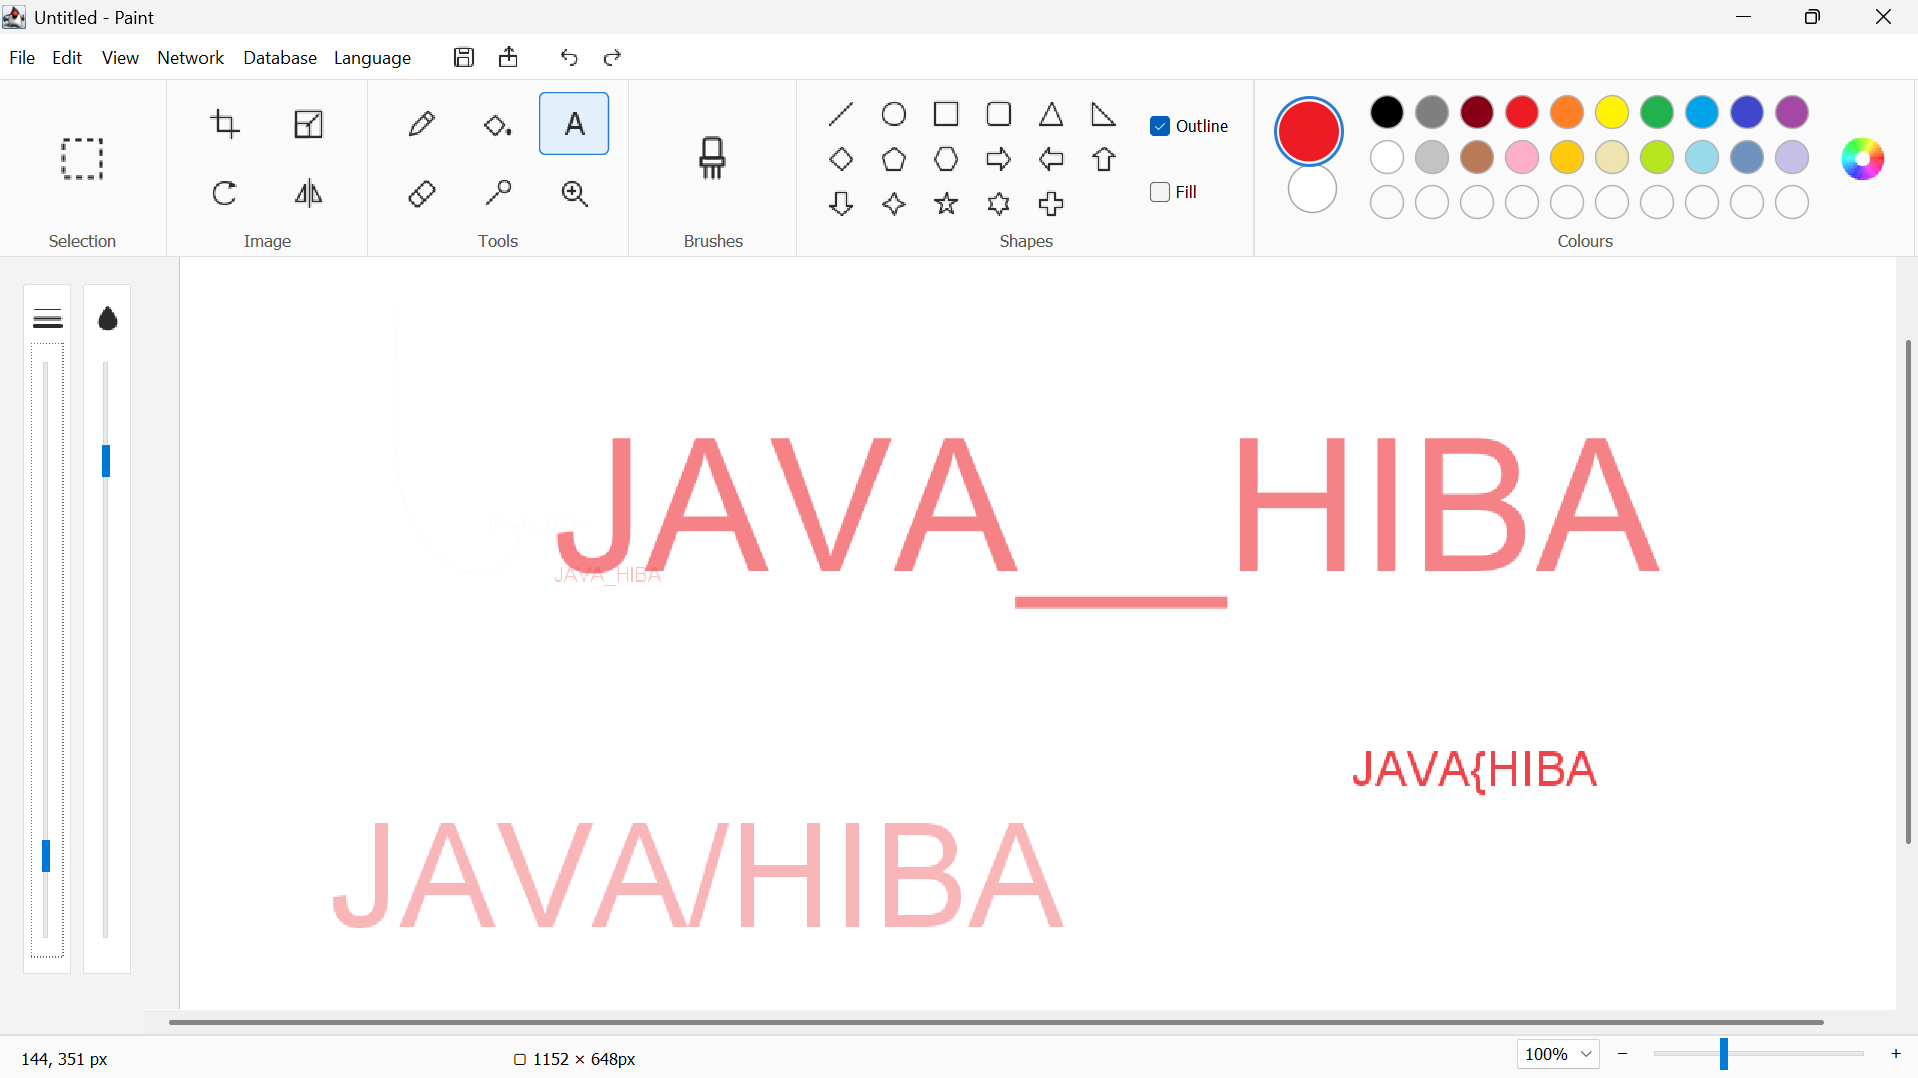 Untitled - Paint
File Edit View Network Database Language
A
Outline
Fill
Selection Image Tools Brushes Shapes Colours
JAVA__HIBA
JAVA_HIBA
JAVA{HIBA
JAVA/HIBA
144, 351 px 1152 × 648px 100% − +